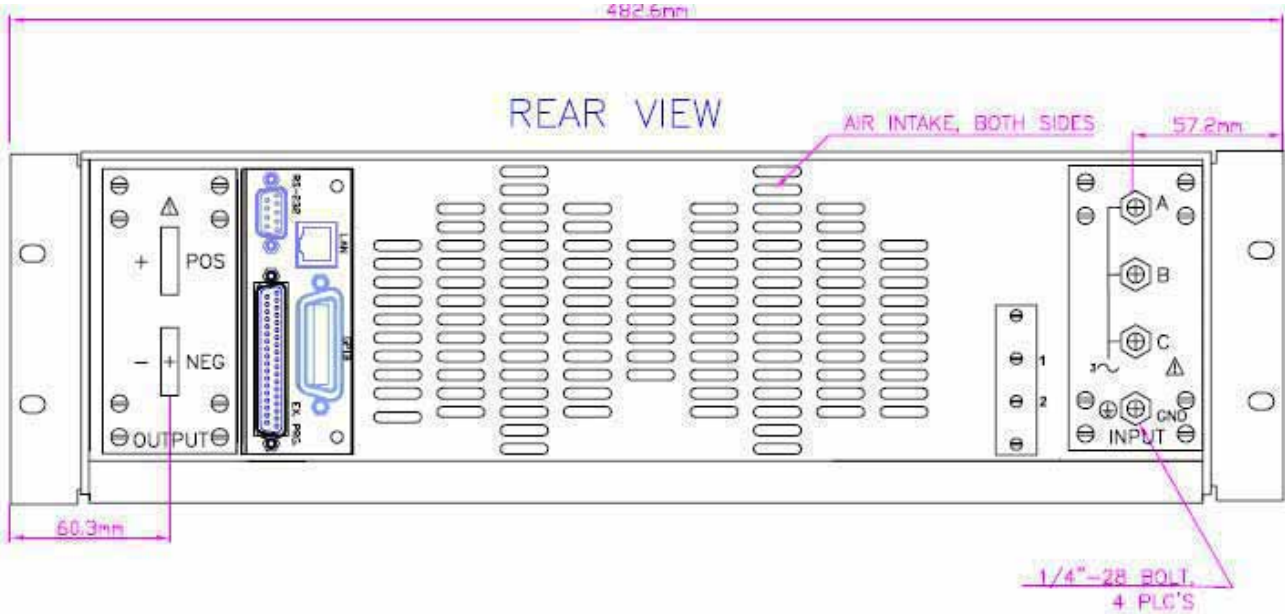 482.6mm
REAR VIEW
AIR INTAKE, BOTH SIDES
57.2mm
RS-232
LAN
A
+ POS
B
- + NEG
GPIB
C
1
3~
2
EX. PRG.
GND
OUTPUT
INPUT
60.3mm
1/4"-28 BOLT,
4 PLC'S